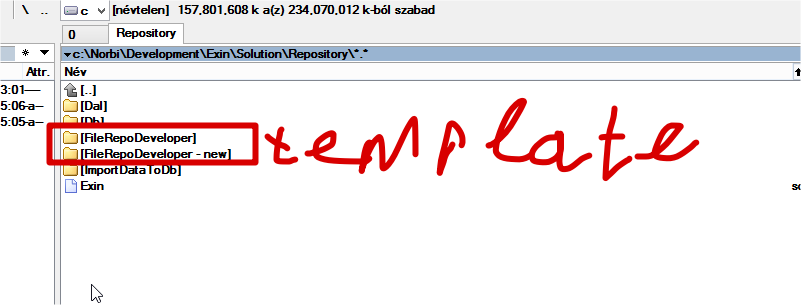 \ .. c [névtelen] 157,801,608 k a(z) 234,070,012 k-ból szabad
0 Repository
* c:\Norbi\Development\Exin\Solution\Repository\*.*
Attr. Név
3:01 — [..]
5:06 -a-- [Dal]
5:05 -a-- [Db]
[FileRepoDeveloper]
[FileRepoDeveloper - new]
template
[ImportDataToDb]
Exin